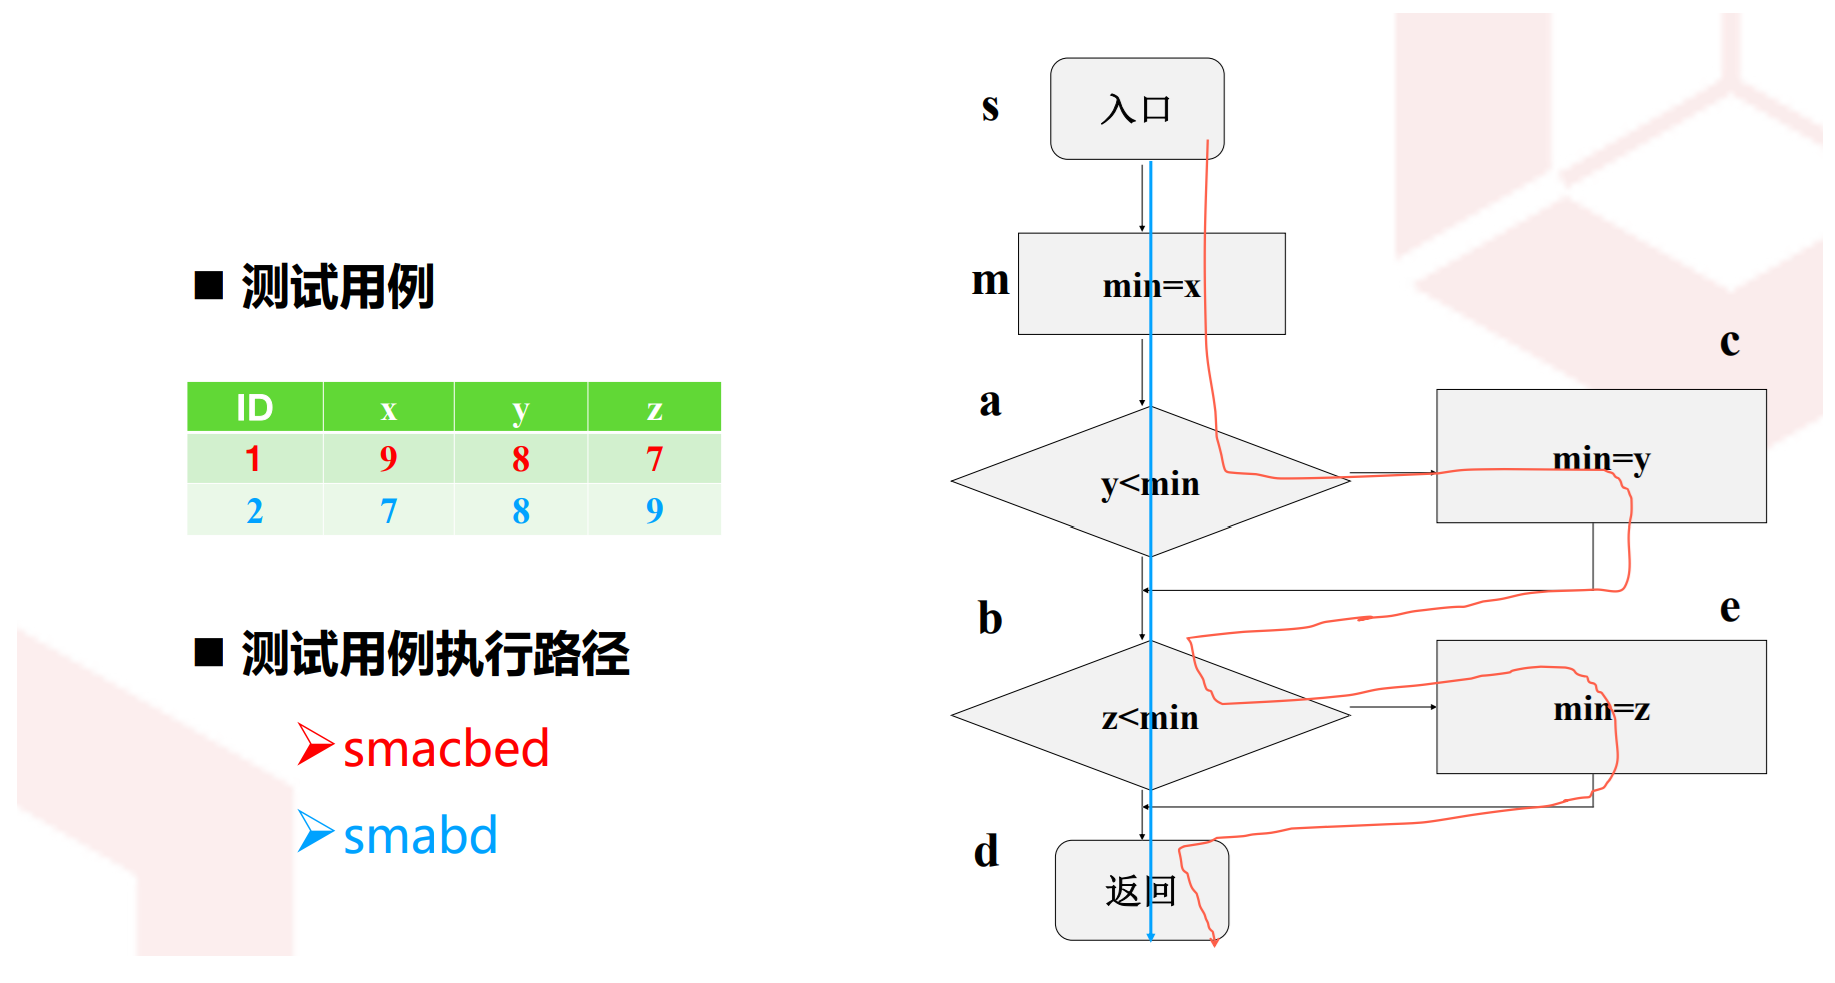 ■ 测试用例
ID x y z
1 9 8 7
2 7 8 9
■ 测试用例执行路径
smacbed
smabd
s
入口
m
min=x
a
y<min
c
min=y
b
z<min
e
min=z
d
返回